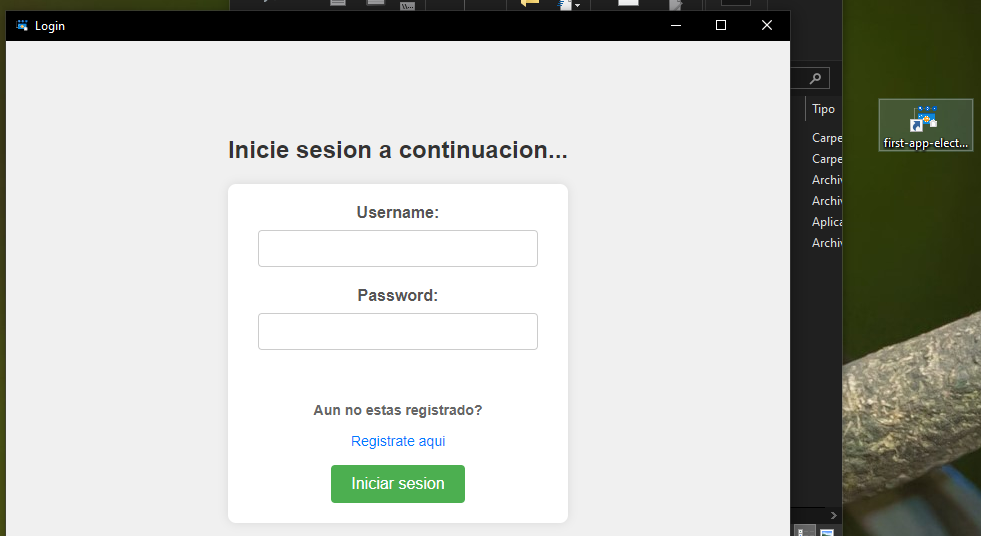 Login
Inicie sesion a continuacion...
Username:
Password:
Aun no estas registrado?
Registrate aqui
Iniciar sesion
Tipo
Carpe
Carpe
Archiv
Archiv
Aplica
Archiv
first-app-elect...